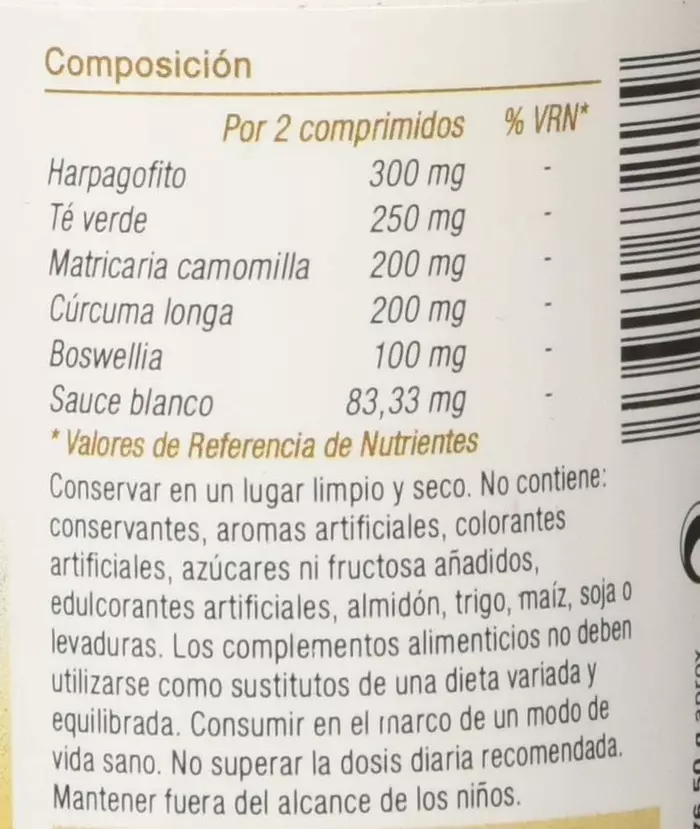 Composición
Por 2 comprimidos % VRN*
Harpagofito 300 mg -
Té verde 250 mg -
Matricaria camomilla 200 mg -
Cúrcuma longa 200 mg -
Boswellia 100 mg -
Sauce blanco 83,33 mg -
* Valores de Referencia de Nutrientes
Conservar en un lugar limpio y seco. No contiene:
conservantes, aromas artificiales, colorantes
artificiales, azúcares ni fructosa añadidos,
edulcorantes artificiales, almidón, trigo, maíz, soja o
levaduras. Los complementos alimenticios no deben
utilizarse como sustitutos de una dieta variada y
equilibrada. Consumir en el marco de un modo de
vida sano. No superar la dosis diaria recomendada.
Mantener fuera del alcance de los niños.